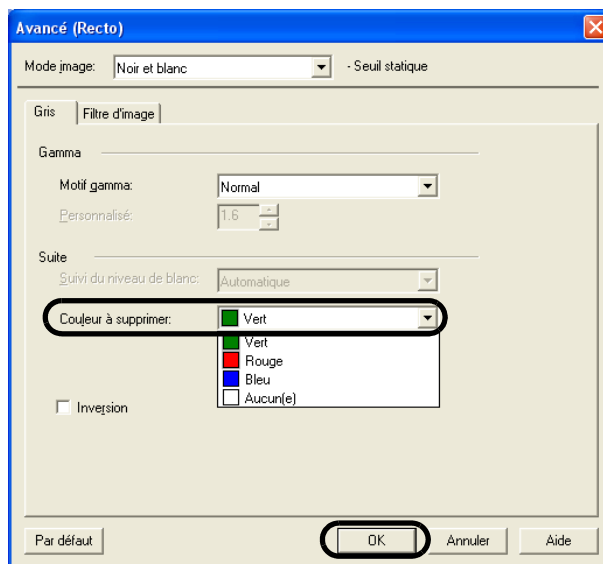 Avancé (Recto)
Mode image: Noir et blanc - Seuil statique
Gris Filtre d'image
Gamma
Motif gamma: Normal
Personnalisé: 1.6
Suite
Suivi du niveau de blanc: Automatique
Couleur à supprimer: Vert
Vert
Rouge
Bleu
Aucun(e)
Inversion
Par défaut OK Annuler Aide